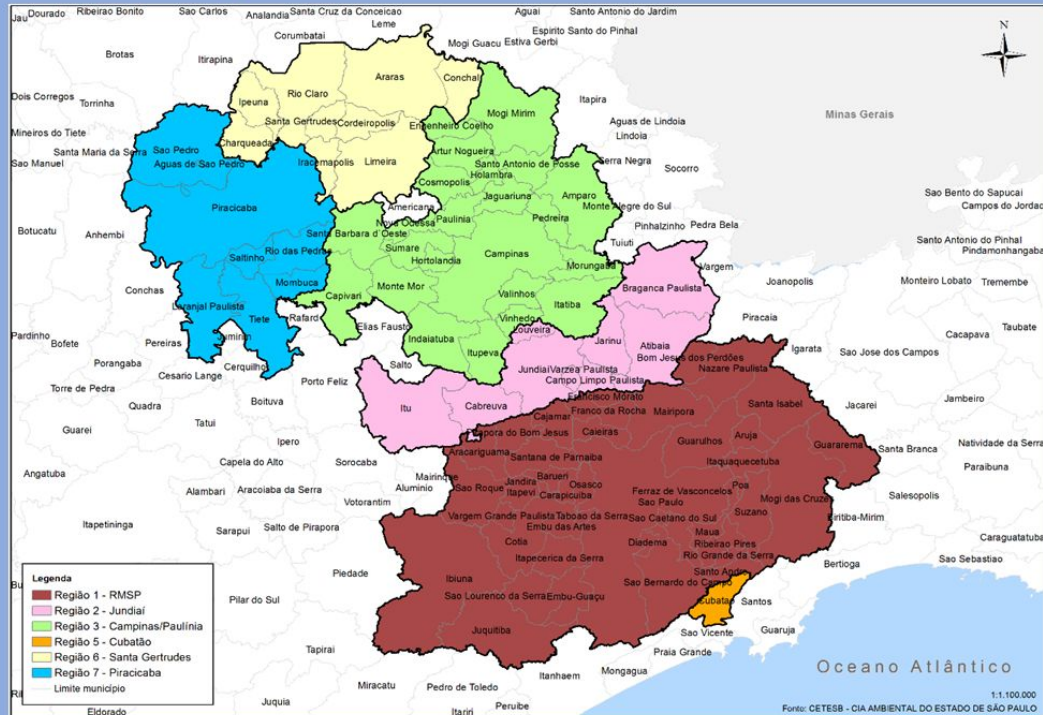 Jau
Dourado
Ribeirao Bonito
Sao Carlos
Analandia
Santa Cruz da Conceicao
Leme
Aguai
Santo Antonio do Jardim
Corumbatai
Mogi Guacu
Estiva Gerbi
Espirito Santo do Pinhal
Brotas
Itirapina
Araras
Conchal
Dois Corregos
Torrinha
Ipeuna
Rio Claro
Mogi Mirim
Itapira
Minas Gerais
N
Mineiros do Tiete
Santa Gertrudes
Cordeiropolis
Engenheiro Coelho
Aguas de Lindoia
Lindoia
Sao Manuel
Santa Maria da Serra
Sao Pedro
Charqueada
Aguas de Sao Pedro
Iracemapolis
Limeira
Artur Nogueira
Santo Antonio de Posse
Holambra
Serra Negra
Socorro
Cosmopolis
Jaguariuna
Amparo
Monte Alegre do Sul
Sao Bento do Sapucai
Campos do Jordao
Piracicaba
Americana
Nova Odessa
Paulinia
Pedreira
Pinhalzinho
Pedra Bela
Botucatu
Anhembi
Santa Barbara d'Oeste
Sumare
Hortolandia
Campinas
Tuiuti
Santo Antonio do Pinhal
Pindamonhangaba
Rio das Pedras
Saltinho
Morungaba
Vargem
Joanopolis
Monteiro Lobato
Tremembe
Conchas
Mombuca
Capivari
Monte Mor
Valinhos
Itatiba
Braganca Paulista
Laranjal Paulista
Tiete
Rafard
Elias Fausto
Vinhedo
Louveira
Piracaia
Taubate
Pardinho
Bofete
Pereiras
Jumirim
Indaiatuba
Itupeva
Jarinu
Atibaia
Bom Jesus dos Perdões
Igarata
Cacapava
Porangaba
Cesario Lange
Cerquilho
Salto
Jundiai
Varzea Paulista
Campo Limpo Paulista
Nazare Paulista
Sao Jose dos Campos
Torre de Pedra
Quadra
Boituva
Porto Feliz
Itu
Cabreuva
Francisco Morato
Cajamar
Franco da Rocha
Mairipora
Santa Isabel
Jacarei
Jambeiro
Guarei
Tatui
Ipero
Pirapora do Bom Jesus
Caieiras
Guarulhos
Aruja
Guararema
Santa Branca
Natividade da Serra
Angatuba
Capela do Alto
Sorocaba
Mairinque
Aluminio
Aracariguama
Santana de Parnaiba
Itaquaquecetuba
Paraibuna
Alambari
Aracoiaba da Serra
Votorantim
Sao Roque
Jandira
Itapevi
Barueri
Carapicuiba
Osasco
Ferraz de Vasconcelos
Sao Paulo
Poa
Suzano
Mogi das Cruzes
Salesopolis
Itapetininga
Sarapui
Salto de Pirapora
Vargem Grande Paulista
Taboao da Serra
Embu das Artes
Sao Caetano do Sul
Biritiba-Mirim
Caraguatatuba
Cotia
Diadema
Maua
Ribeirao Pires
Rio Grande da Serra
Bertioga
Sao Sebastiao
Piedade
Itapecerica da Serra
Santo Andre
Sao Bernardo do Campo
Ibiuna
Sao Lourenco da Serra
Embu-Guaçu
Cubatao
Santos
Pilar do Sul
Juquitiba
Sao Vicente
Guaruja
Praia Grande
Tapirai
Itanhaem
Mongagua
Miracatu
Pedro de Toledo
Juquia
Itariri
Peruibe
Eldorado
Oceano Atlântico
Legenda
Região 1 - RMSP
Região 2 - Jundiaí
Região 3 - Campinas/Paulínia
Região 5 - Cubatão
Região 6 - Santa Gertrudes
Região 7 - Piracicaba
Limite município
1:1.100.000
Fonte: CETESB - CIA AMBIENTAL DO ESTADO DE SÃO PAULO